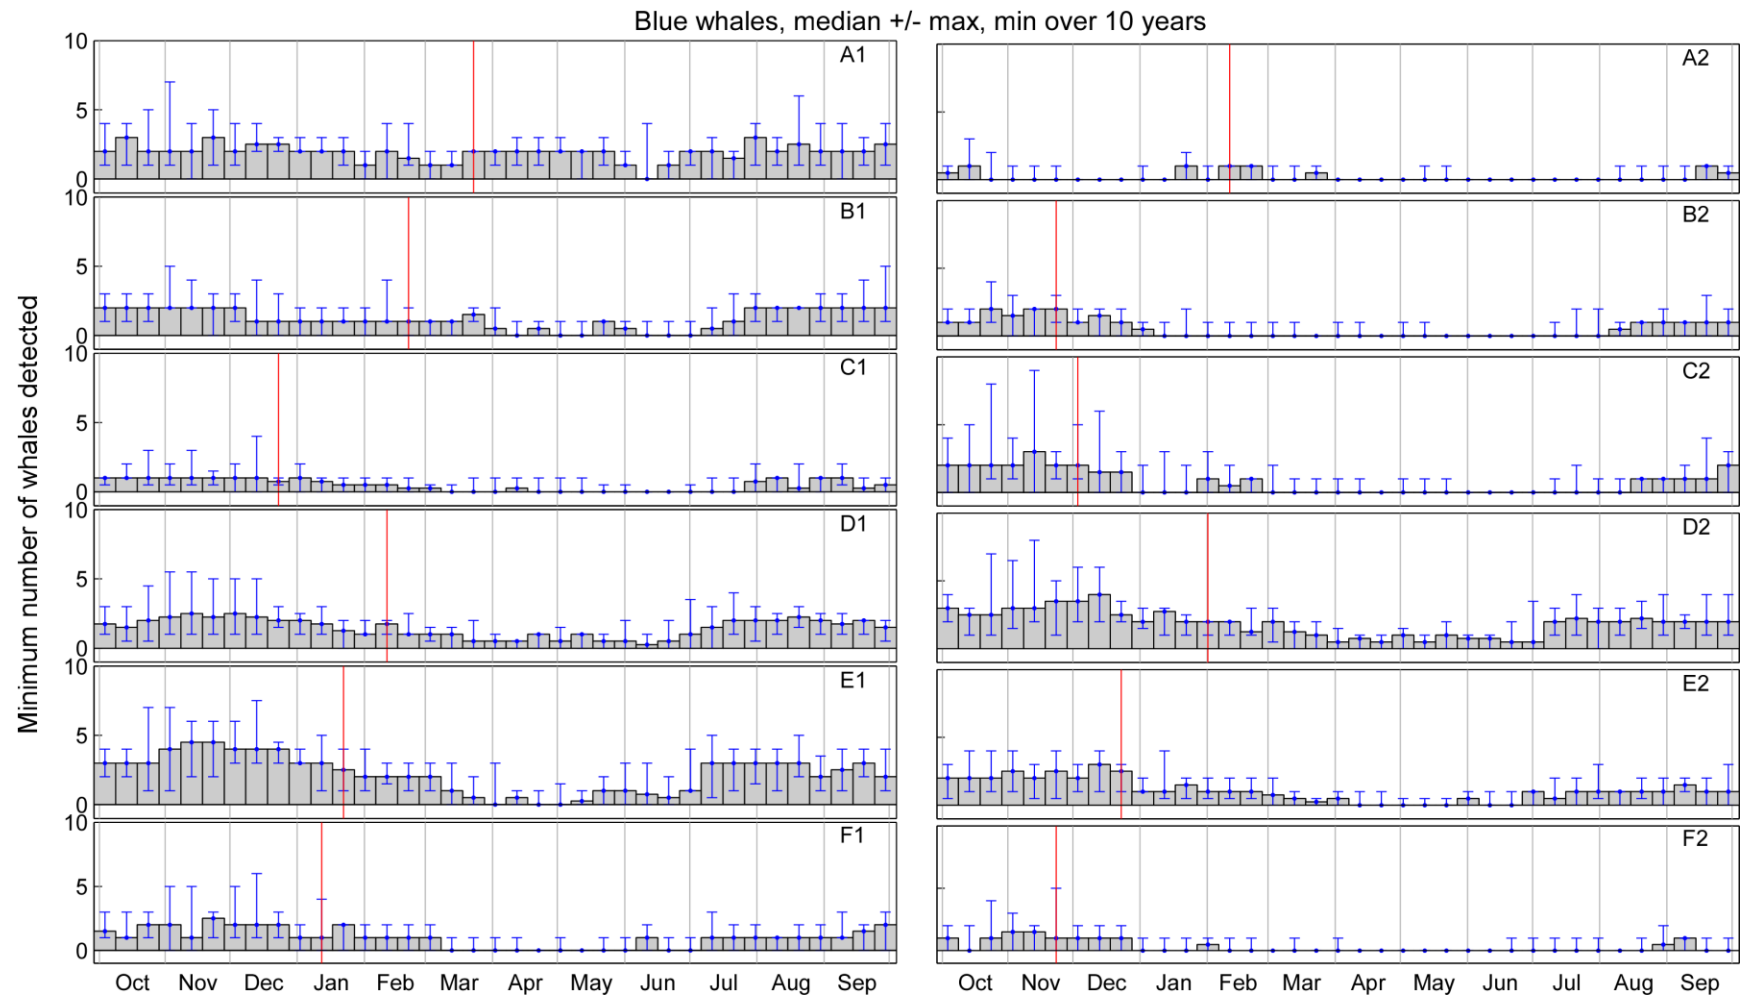 Blue whales, median +/- max, min over 10 years
Minimum number of whales detected
10
5
0
A1
A2
10
5
0
B1
B2
10
5
0
C1
C2
10
5
0
D1
D2
10
5
0
E1
E2
10
5
0
F1
F2
Oct Nov Dec Jan Feb Mar Apr May Jun Jul Aug Sep
Oct Nov Dec Jan Feb Mar Apr May Jun Jul Aug Sep